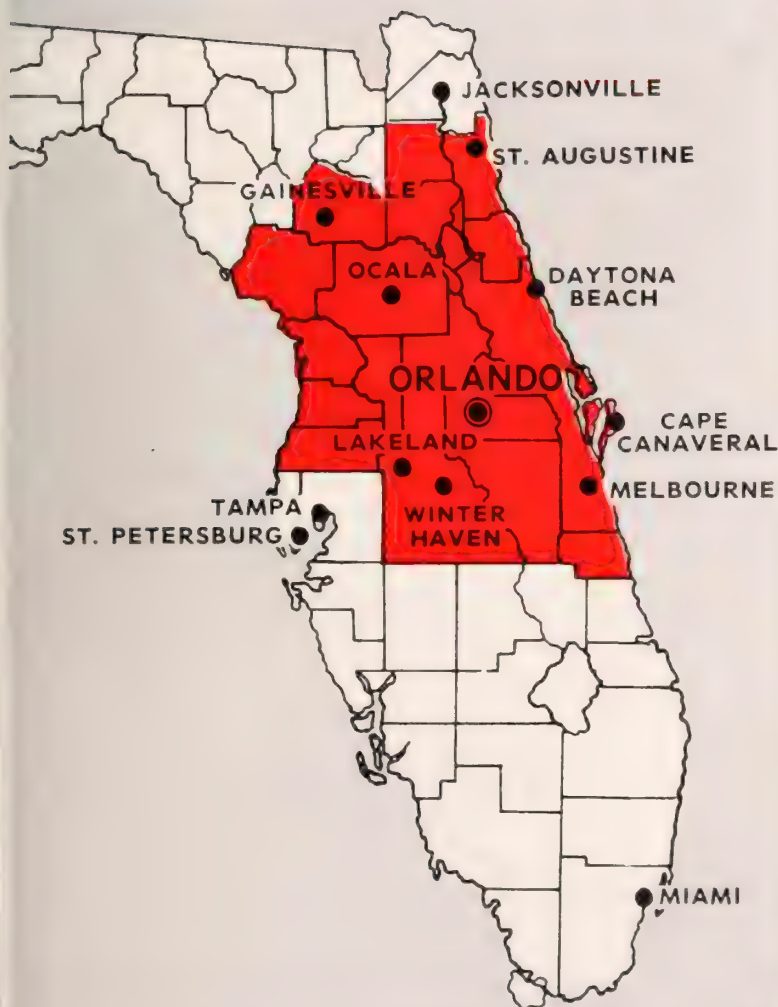 JACKSONVILLE
ST. AUGUSTINE
GAINESVILLE
OCALA
DAYTONA
BEACH
ORLANDO
CAPE
CANAVERAL
LAKELAND
MELBOURNE
WINTER
HAVEN
TAMPA
ST. PETERSBURG
MIAMI